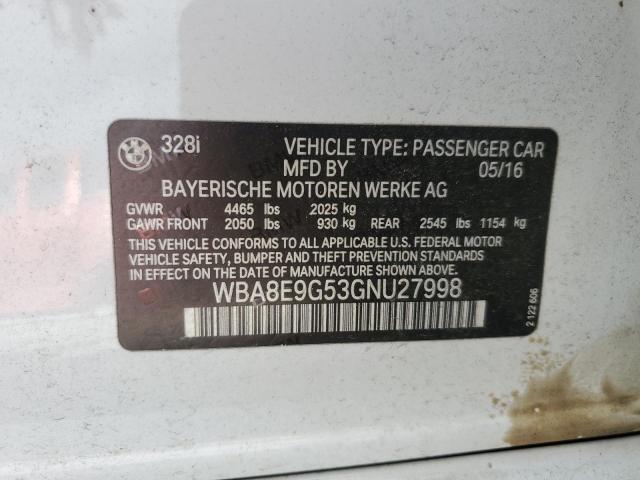 328i VEHICLE TYPE: PASSENGER CAR
MFD BY 05/16
BAYERISCHE MOTOREN WERKE AG
GVWR 4465 lbs 2025 kg
GAWR FRONT 2050 lbs 930 kg REAR 2545 lbs 1154 kg
THIS VEHICLE CONFORMS TO ALL APPLICABLE U.S. FEDERAL MOTOR
VEHICLE SAFETY, BUMPER, AND THEFT PREVENTION STANDARDS
IN EFFECT ON THE DATE OF MANUFACTURE SHOWN ABOVE.
WBA8E9G53GNU27998
2 122 606